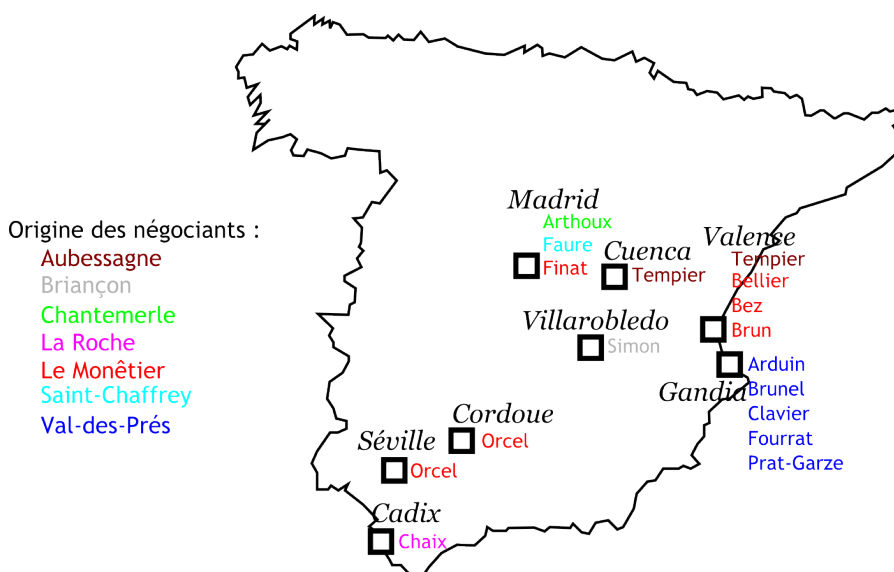 Origine des négociants :
Aubessagne
Briançon
Chantemerle
La Roche
Le Monêtier
Saint-Chaffrey
Val-des-Prés
Madrid
Arthoux
Faure
Finat
Cuenca
Tempier
Valense
Tempier
Bellier
Bez
Brun
Villarobledo
Simon
Gandia
Arduin
Brunel
Clavier
Fourrat
Prat-Garze
Cordoue
Orcel
Séville
Orcel
Cadix
Chaix